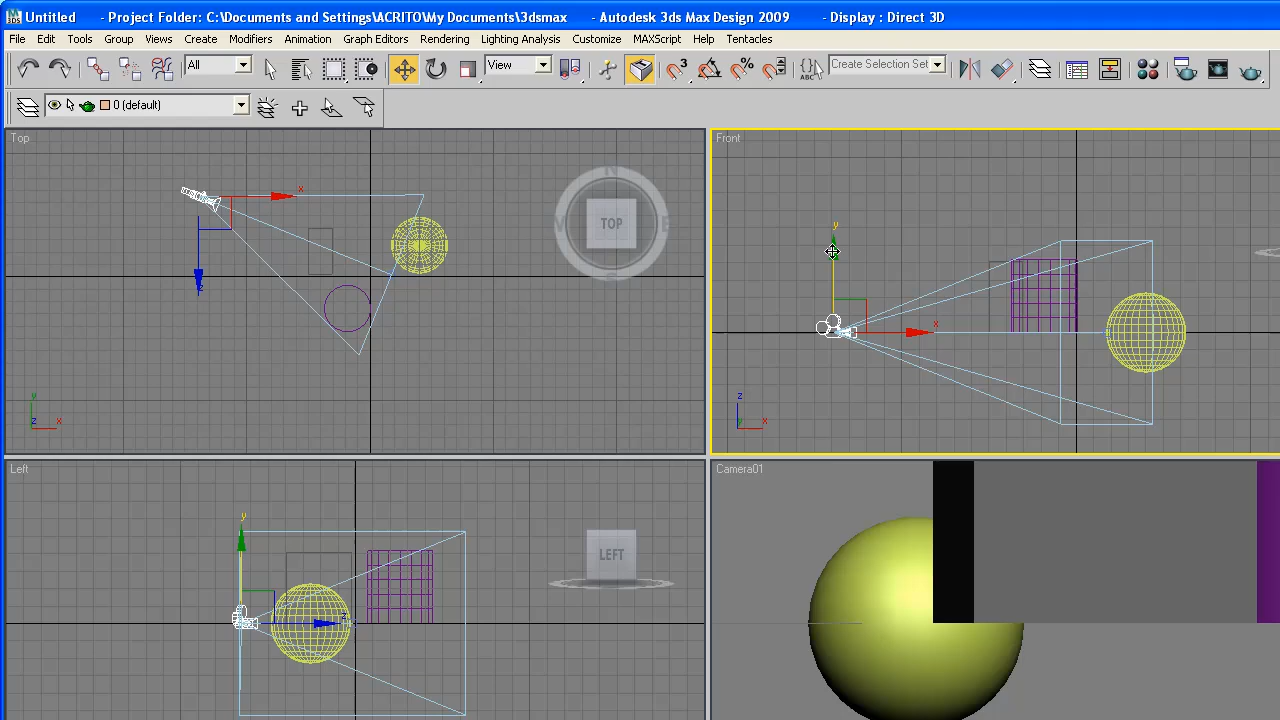 Untitled - Project Folder: C:\Documents and Settings\ACRITO\My Documents\3dsmax - Autodesk 3ds Max Design 2009 - Display : Direct 3D
File Edit Tools Group Views Create Modifiers Animation Graph Editors Rendering Lighting Analysis Customize MAXScript Help Tentacles
All View Create Selection Set
0 (default)
Top
N
TOP
x
z
y
z x
Front
y
x
z
y x
Left
y
LEFT
z
Camera01